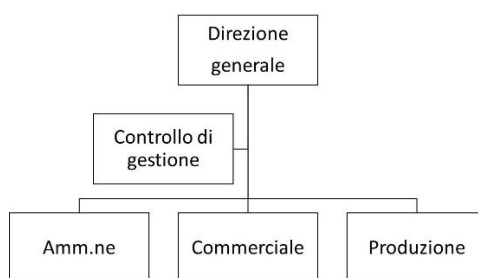 Direzione
generale
Controllo di
gestione
Amm.ne
Commerciale
Produzione